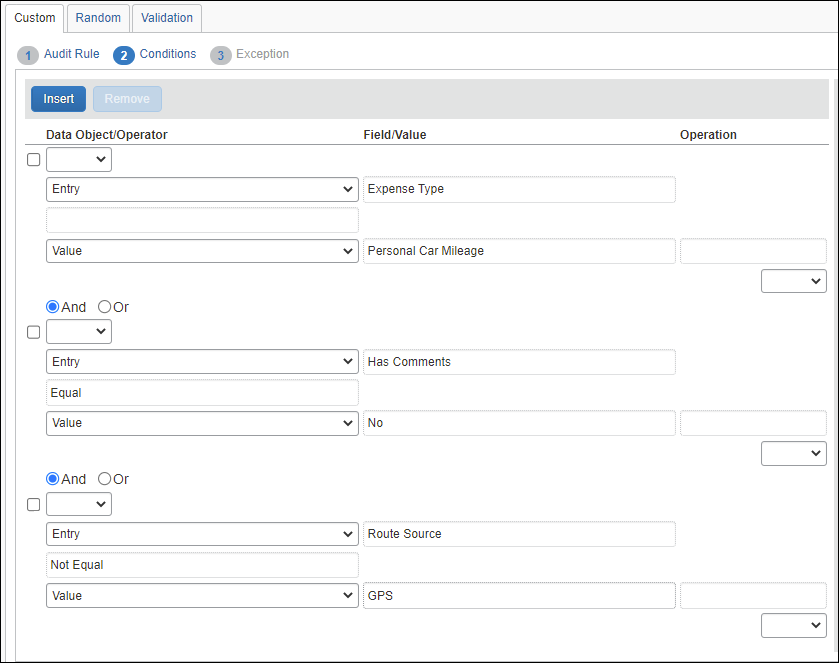 Custom Random Validation
1 Audit Rule 2 Conditions 3 Exception
Insert Remove
Data Object/Operator Field/Value Operation
Entry Expense Type
Value Personal Car Mileage
And Or
Entry Has Comments
Equal
Value No
And Or
Entry Route Source
Not Equal
Value GPS